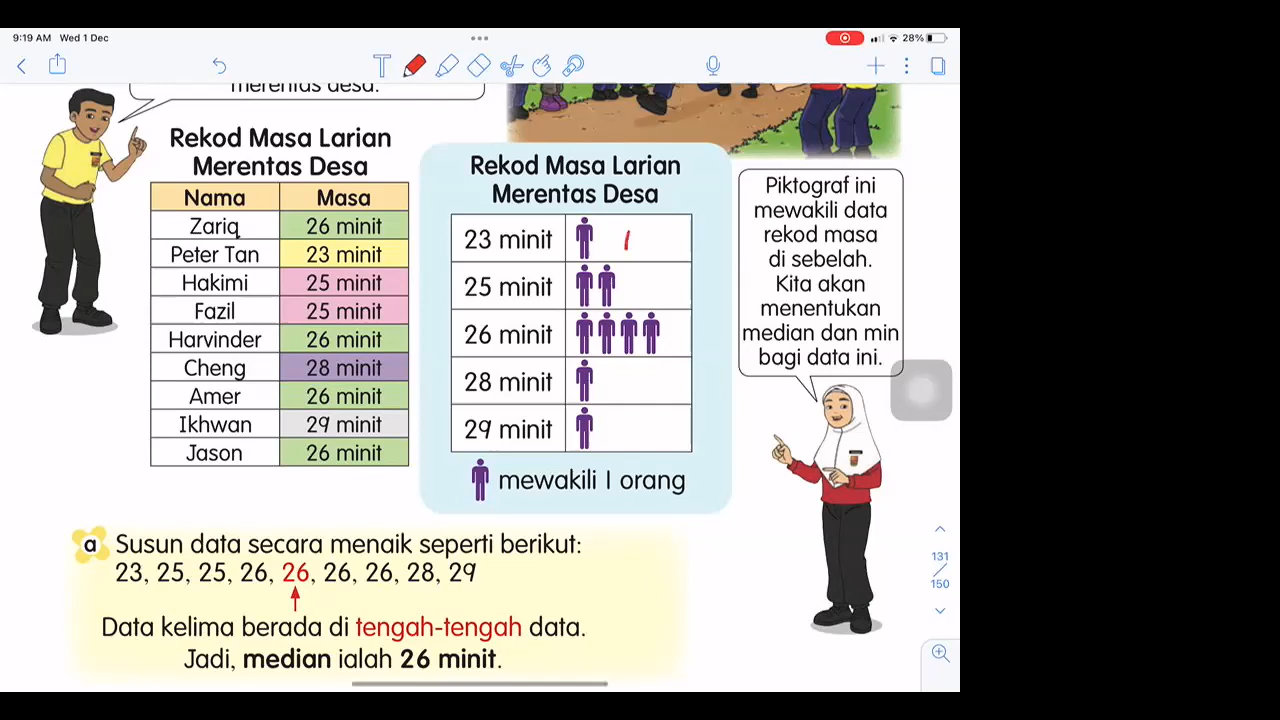 9:19 AM Wed 1 Dec
28%
merentas desa.
Rekod Masa Larian
Merentas Desa
Nama Masa
Zariq 26 minit
Peter Tan 23 minit
Hakimi 25 minit
Fazil 25 minit
Harvinder 26 minit
Cheng 28 minit
Amer 26 minit
Ikhwan 29 minit
Jason 26 minit
Rekod Masa Larian
Merentas Desa
23 minit
25 minit
26 minit
28 minit
29 minit
mewakili 1 orang
Piktograf ini
mewakili data
rekod masa
di sebelah.
Kita akan
menentukan
median dan min
bagi data ini.
a Susun data secara menaik seperti berikut:
23, 25, 25, 26, 26, 26, 26, 28, 29
Data kelima berada di tengah-tengah data.
Jadi, median ialah 26 minit.
131
150